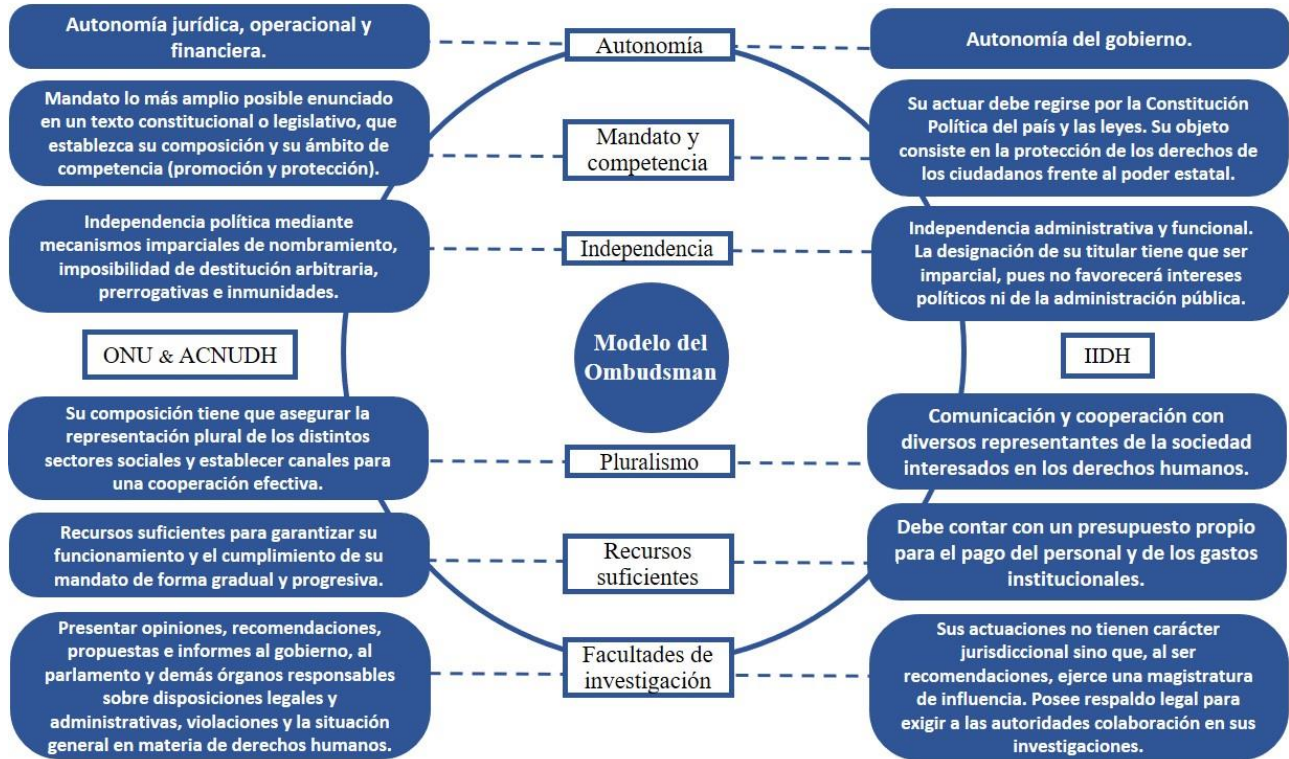 Autonomía jurídica, operacional y
financiera.
Autonomía
Autonomía del gobierno.
Mandato lo más amplio posible enunciado
en un texto constitucional o legislativo, que
establezca su composición y su ámbito de
competencia (promoción y protección).
Mandato y
competencia
Su actuar debe regirse por la Constitución
Política del país y las leyes. Su objeto
consiste en la protección de los derechos de
los ciudadanos frente al poder estatal.
Independencia política mediante
mecanismos imparciales de nombramiento,
imposibilidad de destitución arbitraria,
prerrogativas e inmunidades.
Independencia
Independencia administrativa y funcional.
La designación de su titular tiene que ser
imparcial, pues no favorecerá intereses
políticos ni de la administración pública.
ONU & ACNUDH
Modelo del
Ombudsman
IIDH
Su composición tiene que asegurar la
representación plural de los distintos
sectores sociales y establecer canales para
una cooperación efectiva.
Pluralismo
Comunicación y cooperación con
diversos representantes de la sociedad
interesados en los derechos humanos.
Recursos suficientes para garantizar su
funcionamiento y el cumplimiento de su
mandato de forma gradual y progresiva.
Recursos
suficientes
Debe contar con un presupuesto propio
para el pago del personal y de los gastos
institucionales.
Presentar opiniones, recomendaciones,
propuestas e informes al gobierno, al
parlamento y demás órganos responsables
sobre disposiciones legales y
administrativas, violaciones y la situación
general en materia de derechos humanos.
Facultades de
investigación
Sus actuaciones no tienen carácter
jurisdiccional sino que, al ser
recomendaciones, ejerce una magistratura
de influencia. Posee respaldo legal para
exigir a las autoridades colaboración en sus
investigaciones.